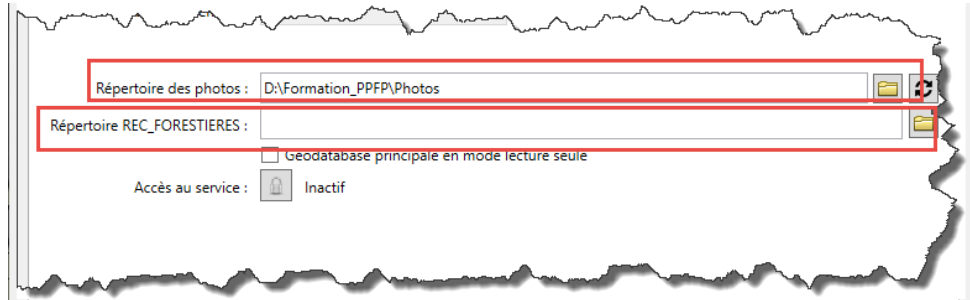 Répertoire des photos : D:\Formation_PPFP\Photos
Répertoire REC_FORESTIERES :
Geodatabase principale en mode lecture seule
Accès au service : Inactif